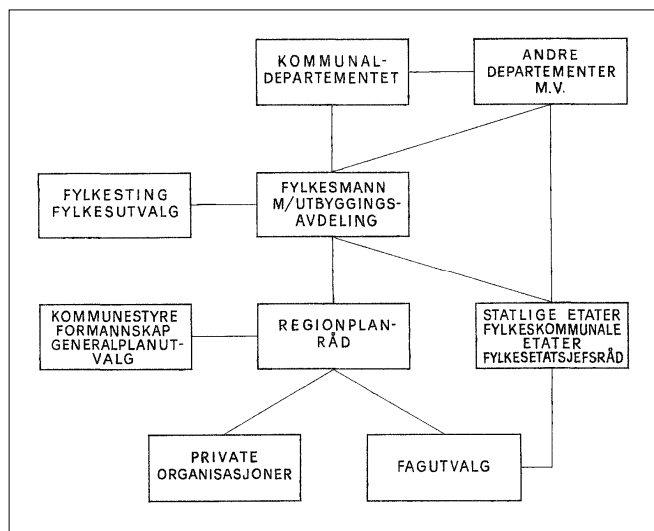 KOMMUNAL-
DEPARTEMENTET
ANDRE
DEPARTEMENTER
M.V.
FYLKESTING
FYLKESUTVALG
FYLKESMANN
M/UTBYGGINGS-
AVDELING
KOMMUNESTYRE
FORMANNSKAP
GENERALPLANUT-
VALG
REGIONPLAN-
RÅD
STATLIGE ETATER
FYLKESKOMMUNALE
ETATER
FYLKESETATSJEFSRÅD
PRIVATE
ORGANISASJONER
FAGUTVALG